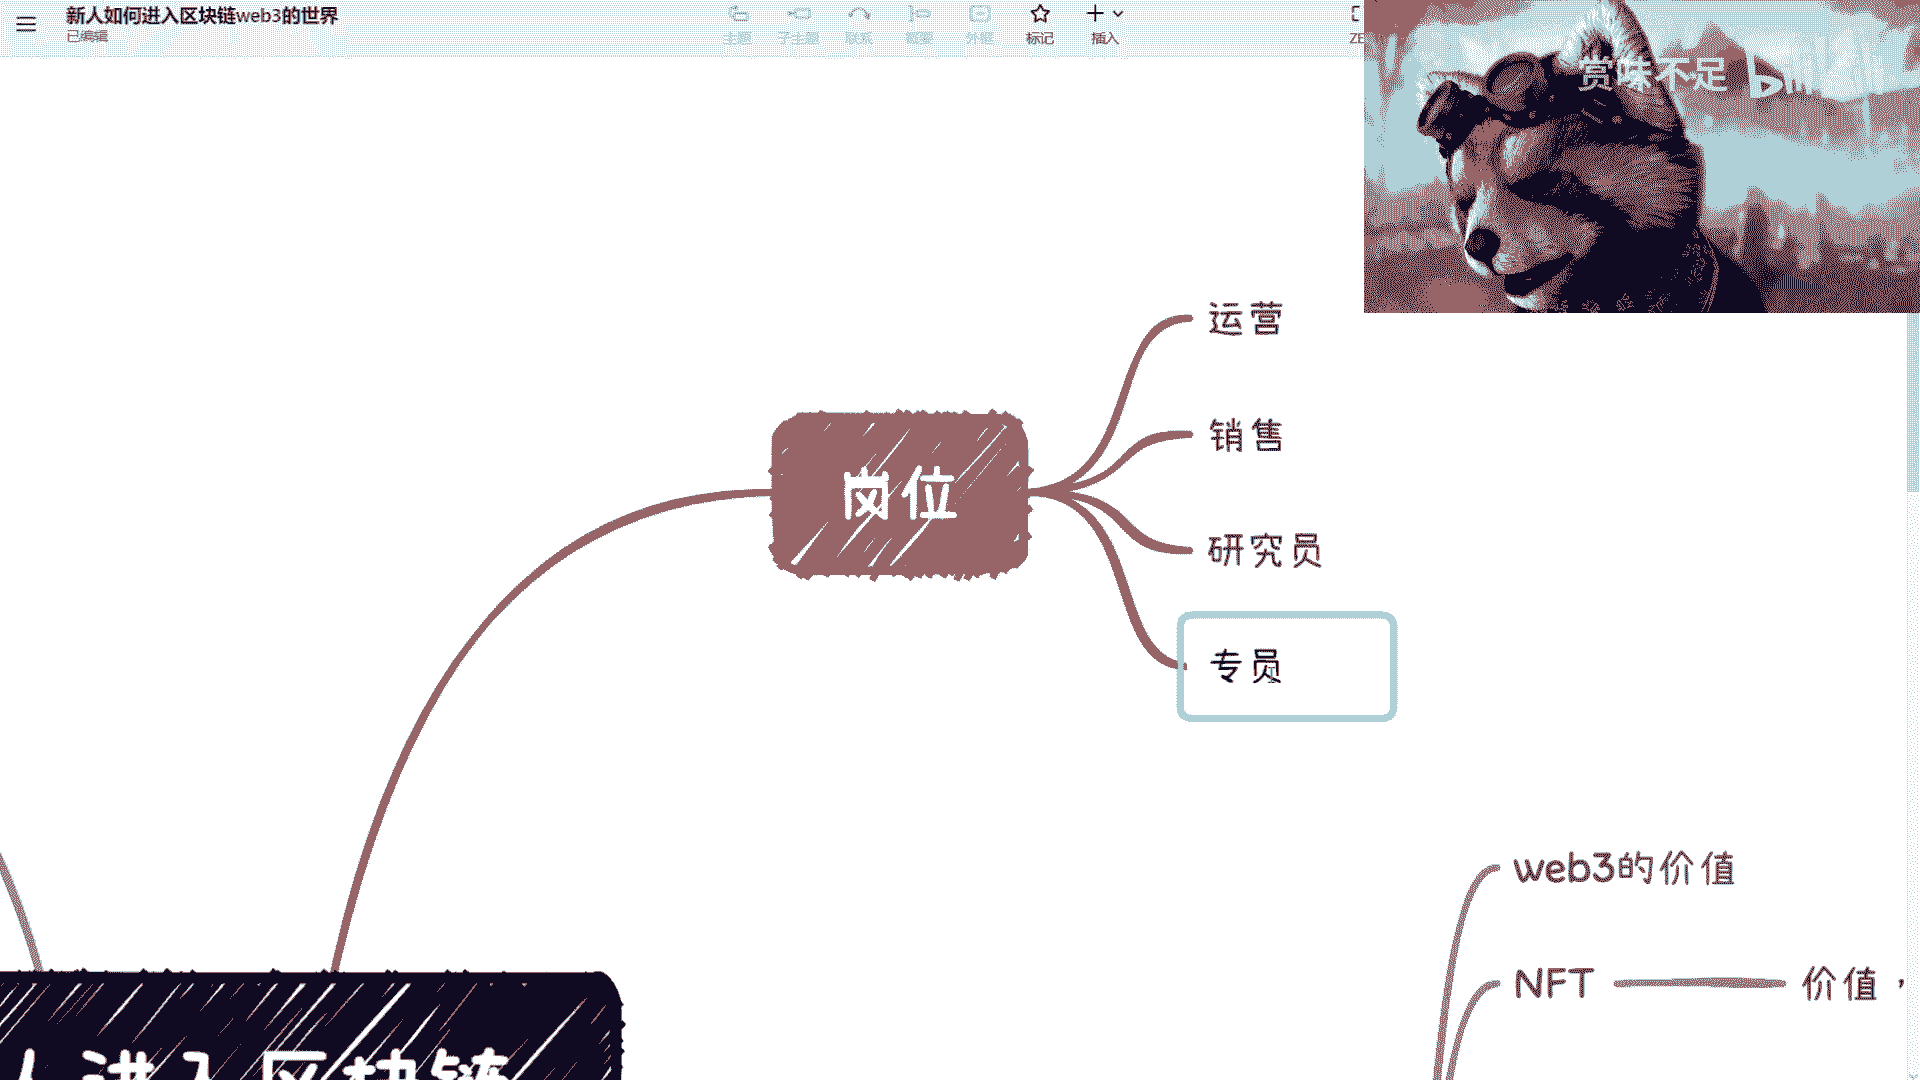 新人如何进入区块链web3的世界
已编辑
主题
子主题
联系
概要
外框
标记
插入
ZE
赏味不足
运营
销售
岗位
研究员
专员
web3的价值
NFT
价值，
人进入区块链